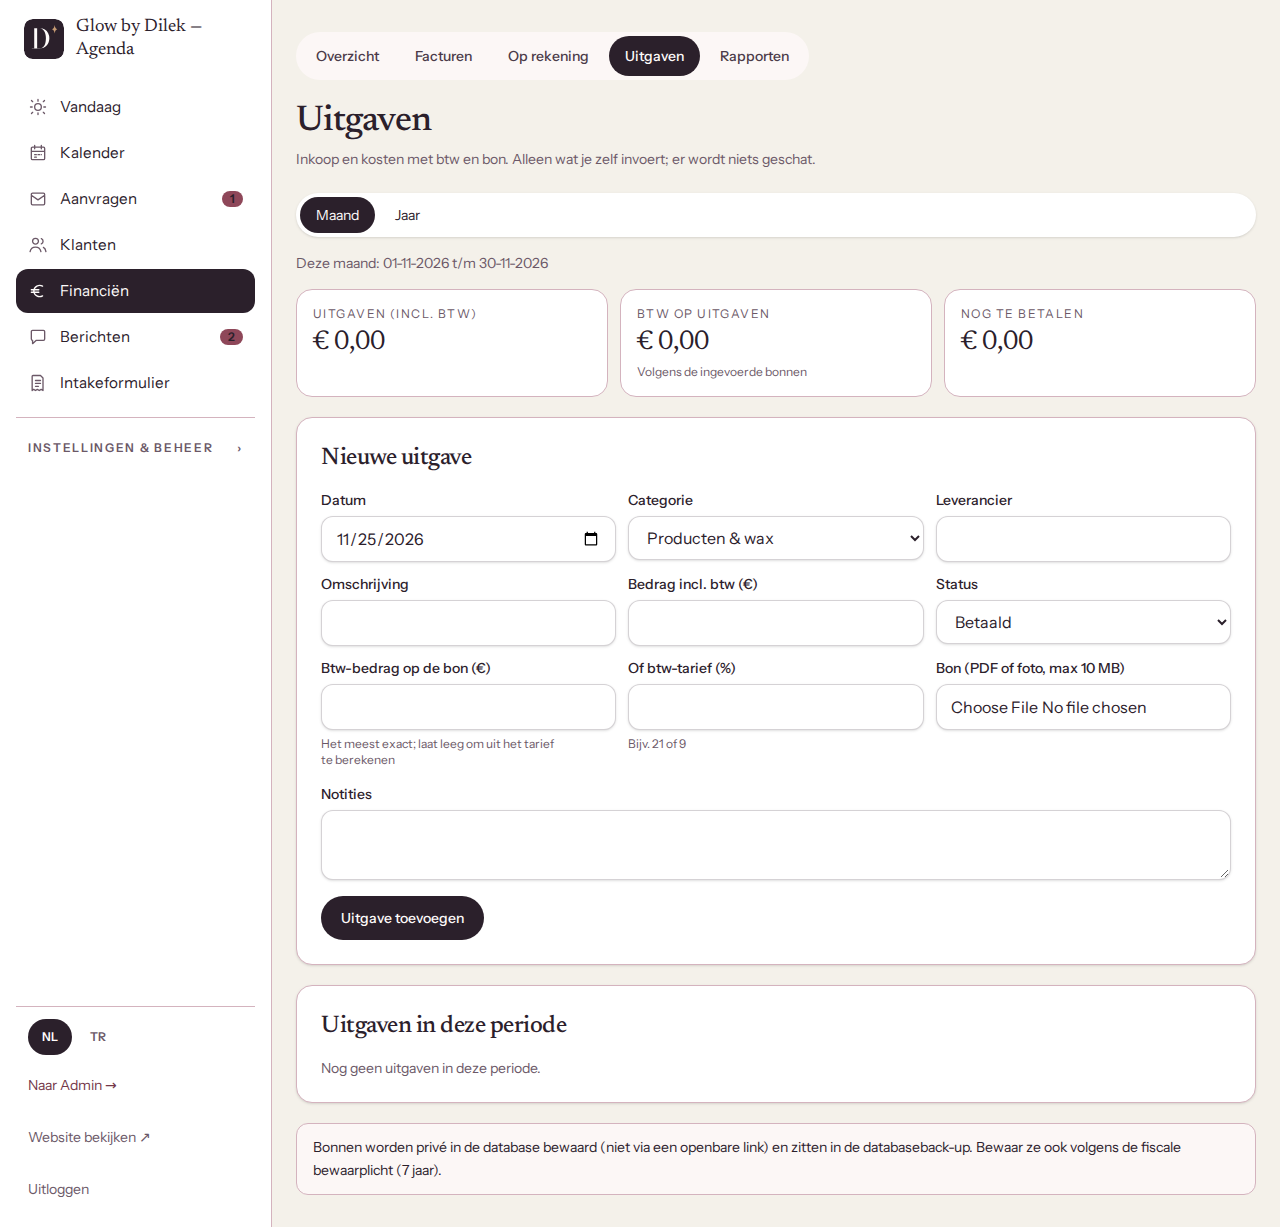 D
Glow by Dilek –
Agenda
Vandaag
Kalender
Aanvragen 1
Klanten
€ Financiën
Berichten 2
Intakeformulier
INSTELLINGEN & BEHEER ›
NL TR
Naar Admin →
Website bekijken ↗
Uitloggen
Overzicht Facturen Op rekening Uitgaven Rapporten
Uitgaven
Inkoop en kosten met btw en bon. Alleen wat je zelf invoert; er wordt niets geschat.
Maand Jaar
Deze maand: 01-11-2026 t/m 30-11-2026
UITGAVEN (INCL. BTW) BTW OP UITGAVEN NOG TE BETALEN
€ 0,00 € 0,00 € 0,00
Volgens de ingevoerde bonnen
Nieuwe uitgave
Datum Categorie Leverancier
11/25/2026 Producten & wax
Omschrijving Bedrag incl. btw (€) Status
Betaald
Btw-bedrag op de bon (€) Of btw-tarief (%) Bon (PDF of foto, max 10 MB)
Choose File No file chosen
Het meest exact; laat leeg om uit het tarief Bijv. 21 of 9
te berekenen
Notities
Uitgave toevoegen
Uitgaven in deze periode
Nog geen uitgaven in deze periode.
Bonnen worden privé in de database bewaard (niet via een openbare link) en zitten in de databaseback-up. Bewaar ze ook volgens de fiscale
bewaarplicht (7 jaar).